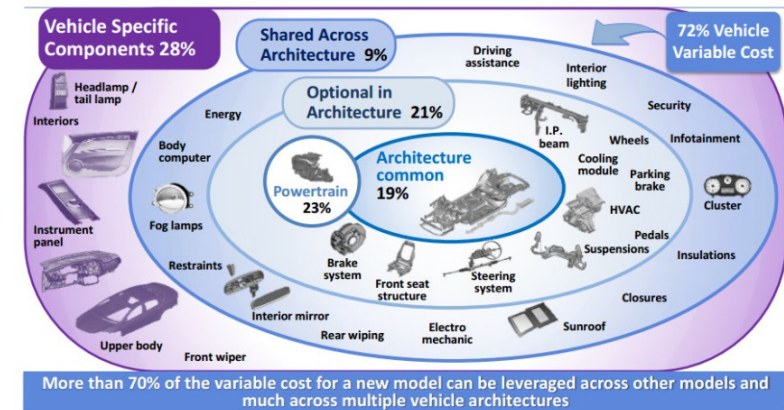 Vehicle Specific
Components 28%
Shared Across
Architecture 9%
72% Vehicle
Variable Cost
Driving
assistance
Interior
lighting
Headlamp /
tail lamp
Optional in
Architecture 21%
Security
Interiors
Energy
I.P.
beam
Wheels
Infotainment
Body
computer
Architecture
common
19%
Cooling
module
Parking
brake
Powertrain
23%
Cluster
Fog lamps
HVAC
Instrument
panel
Pedals
Suspensions
Insulations
Restraints
Brake
system
Front seat
structure
Steering
system
Closures
Interior mirror
Sunroof
Rear wiping
Electro
mechanic
Upper body
Front wiper
More than 70% of the variable cost for a new model can be leveraged across other models and
much across multiple vehicle architectures